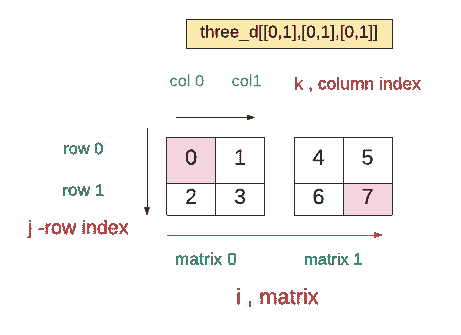 three_d[[0,1],[0,1],[0,1]]
col 0 col1 k , column index
row 0 0 1 4 5
row 1 2 3 6 7
j -row index
matrix 0 matrix 1
i , matrix